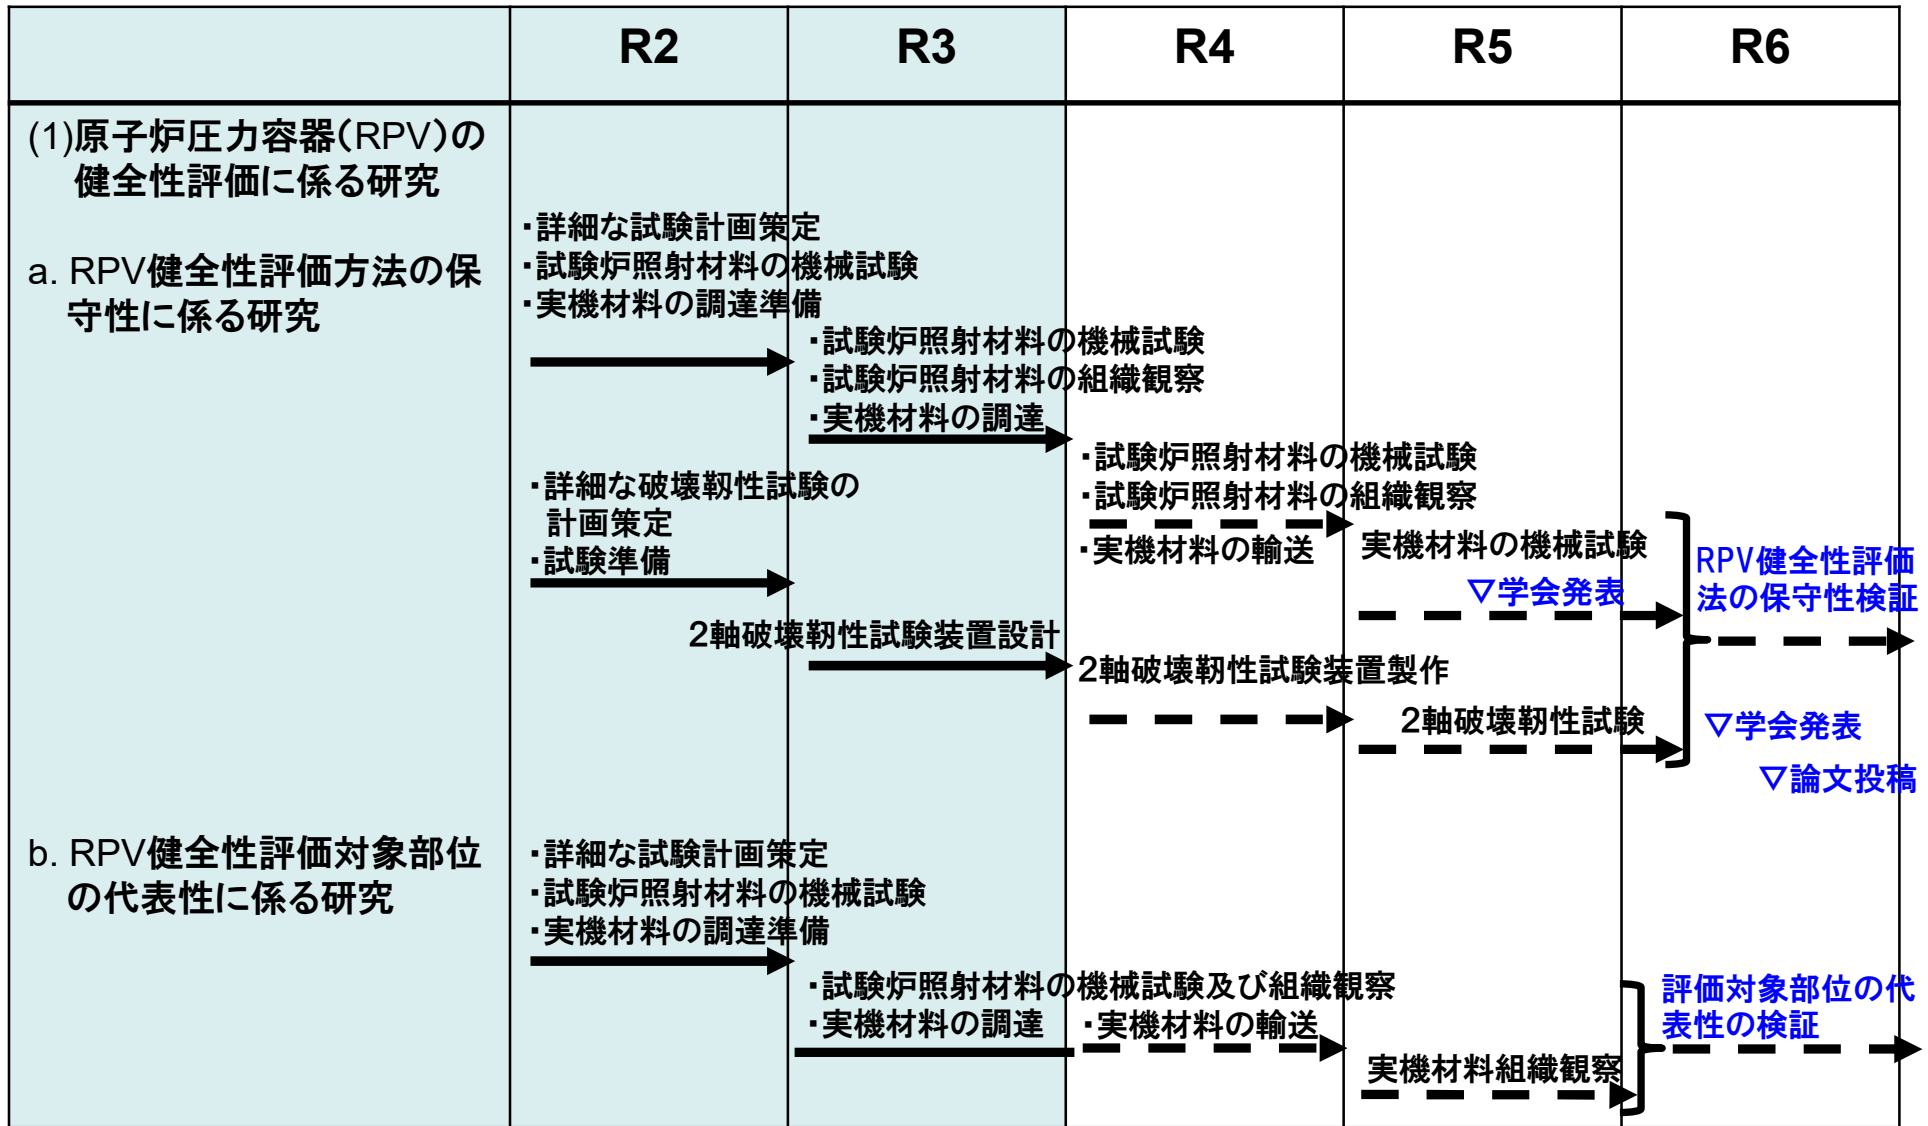 R2
R3
R4
R5
R6
(1)原子炉圧力容器(RPV)の
健全性評価に係る研究
a. RPV健全性評価方法の保
守性に係る研究
・詳細な試験計画策定
・試験炉照射材料の機械試験
・実機材料の調達準備
・試験炉照射材料の機械試験
・試験炉照射材料の組織観察
・実機材料の調達
・試験炉照射材料の機械試験
・試験炉照射材料の組織観察
・実機材料の輸送
実機材料の機械試験
▽学会発表
RPV健全性評価
法の保守性検証
・詳細な破壊靭性試験の
計画策定
・試験準備
2軸破壊靭性試験装置設計
2軸破壊靭性試験装置製作
2軸破壊靭性試験
▽学会発表
▽論文投稿
b. RPV健全性評価対象部位
の代表性に係る研究
・詳細な試験計画策定
・試験炉照射材料の機械試験
・実機材料の調達準備
・試験炉照射材料の機械試験及び組織観察
・実機材料の調達
・実機材料の輸送
実機材料組織観察
評価対象部位の代
表性の検証